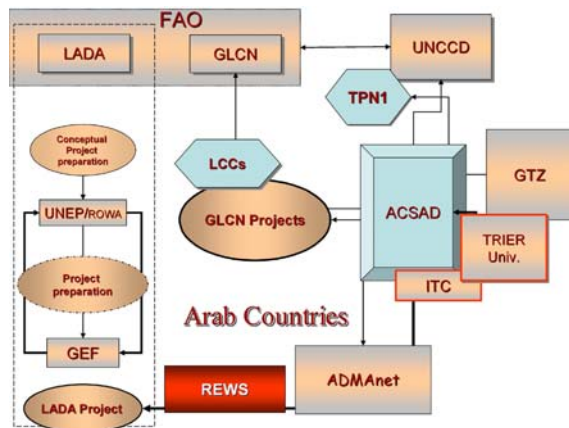 FAO
LADA
GLCN
UNCCD
TPN1
Conceptual
Project
preparation
LCCs
GTZ
UNEP/ROWA
GLCN Projects
ACSAD
TRIER
Univ.
Project
preparation
ITC
Arab Countries
GEF
REWS
ADMAnet
LADA Project